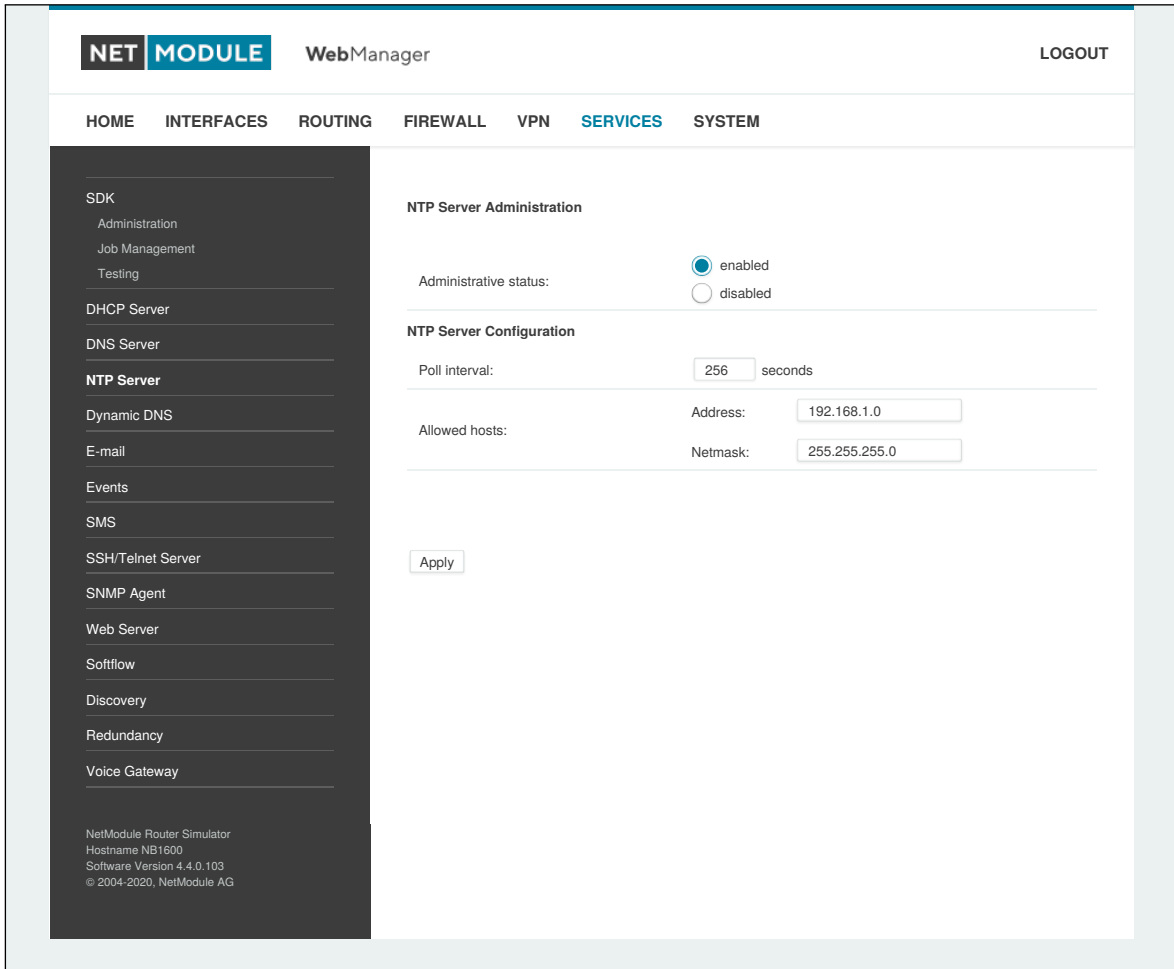 NET MODULE WebManager LOGOUT
HOME INTERFACES ROUTING FIREWALL VPN SERVICES SYSTEM
SDK
Administration
Job Management
Testing
DHCP Server
DNS Server
NTP Server
Dynamic DNS
E-mail
Events
SMS
SSH/Telnet Server
SNMP Agent
Web Server
Softflow
Discovery
Redundancy
Voice Gateway
NetModule Router Simulator
Hostname NB1600
Software Version 4.4.0.103
© 2004-2020, NetModule AG
NTP Server Administration
Administrative status:
enabled
disabled
NTP Server Configuration
Poll interval: 256 seconds
Allowed hosts:
Address: 192.168.1.0
Netmask: 255.255.255.0
Apply